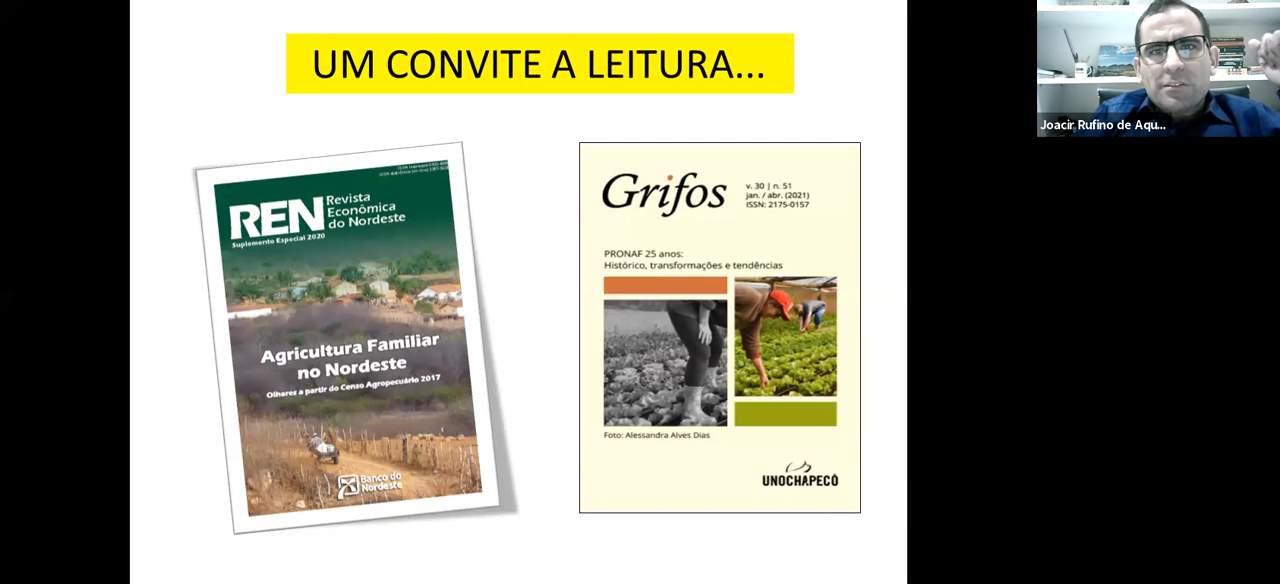 UM CONVITE A LEITURA...
Joacir Rufino de Aqu...
REN Revista
Econômica
do Nordeste
Suplemento Especial 2020
Agricultura Familiar
no Nordeste
Olhares a partir do Censo Agropecuário 2017
Banco do
Nordeste
Grifos
v. 30 | n. 51
jan. / abr. (2021)
ISSN: 2175-0157
PRONAF 25 anos:
Histórico, transformações e tendências
Foto: Alessandra Alves Dias
UNOCHAPECÓ